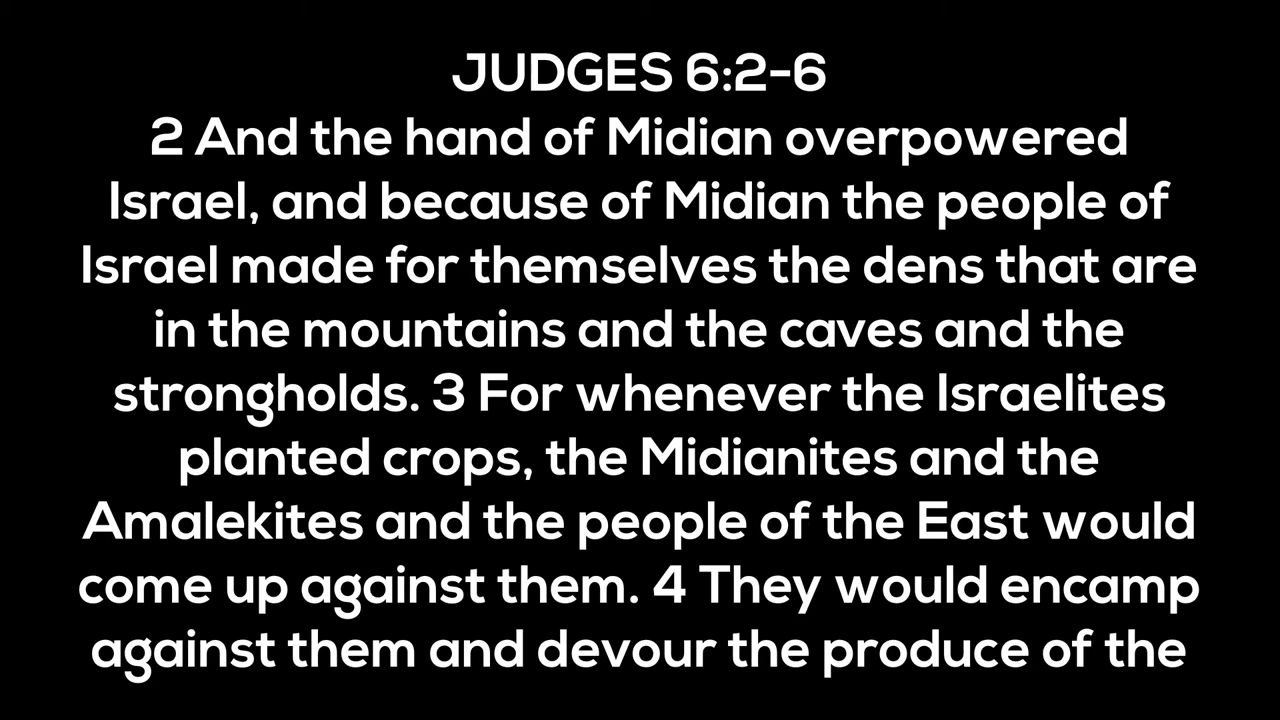 JUDGES 6:2-6
2 And the hand of Midian overpowered
Israel, and because of Midian the people of
Israel made for themselves the dens that are
in the mountains and the caves and the
strongholds. 3 For whenever the Israelites
planted crops, the Midianites and the
Amalekites and the people of the East would
come up against them. 4 They would encamp
against them and devour the produce of the